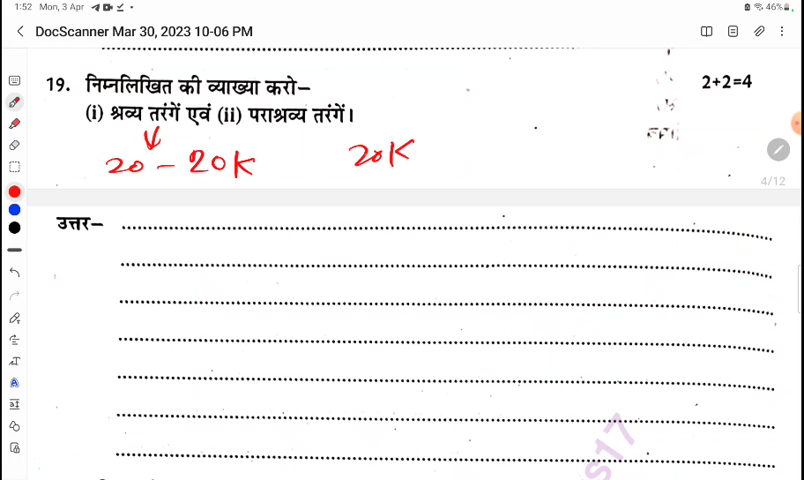 1:52 Mon, 3 Apr
46%
DocScanner Mar 30, 2023 10-06 PM
19. निम्नलिखित की व्याख्या करो–
2+2=4
(i) श्रव्य तरंगें एवं (ii) पराश्रव्य तरंगें।
20 – 20K 20K
4/12
उत्तर–
s17